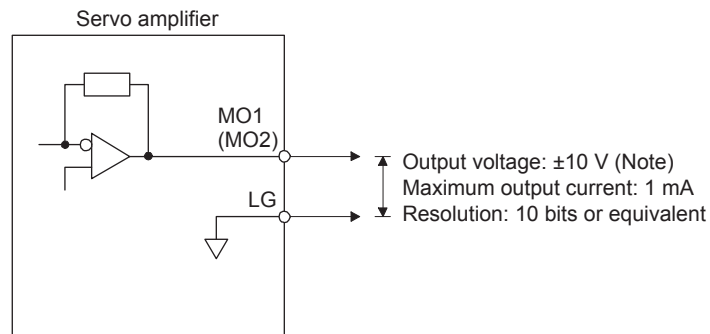 Servo amplifier
MO1
(MO2)
LG
Output voltage: ±10 V (Note)
Maximum output current: 1 mA
Resolution: 10 bits or equivalent